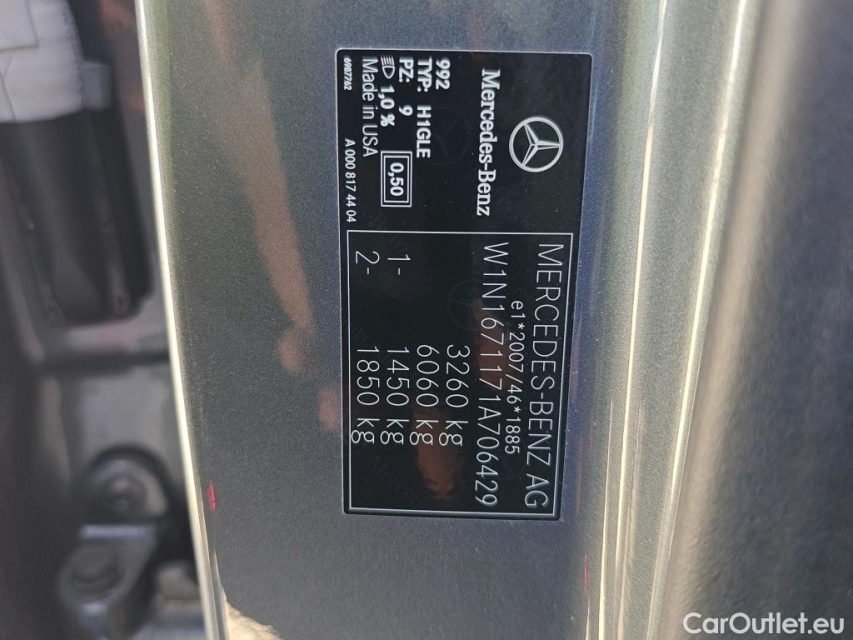 Mercedes-Benz
992
TYP: H1GLE
PZ: 9
1,0 % 0,50
Made in USA
6987762 A 000 817 44 04
MERCEDES-BENZ AG
e1*2007/46*1885
W1N1671171A706429
3260 kg
6060 kg
1- 1450 kg
2- 1850 kg
CarOutlet.eu